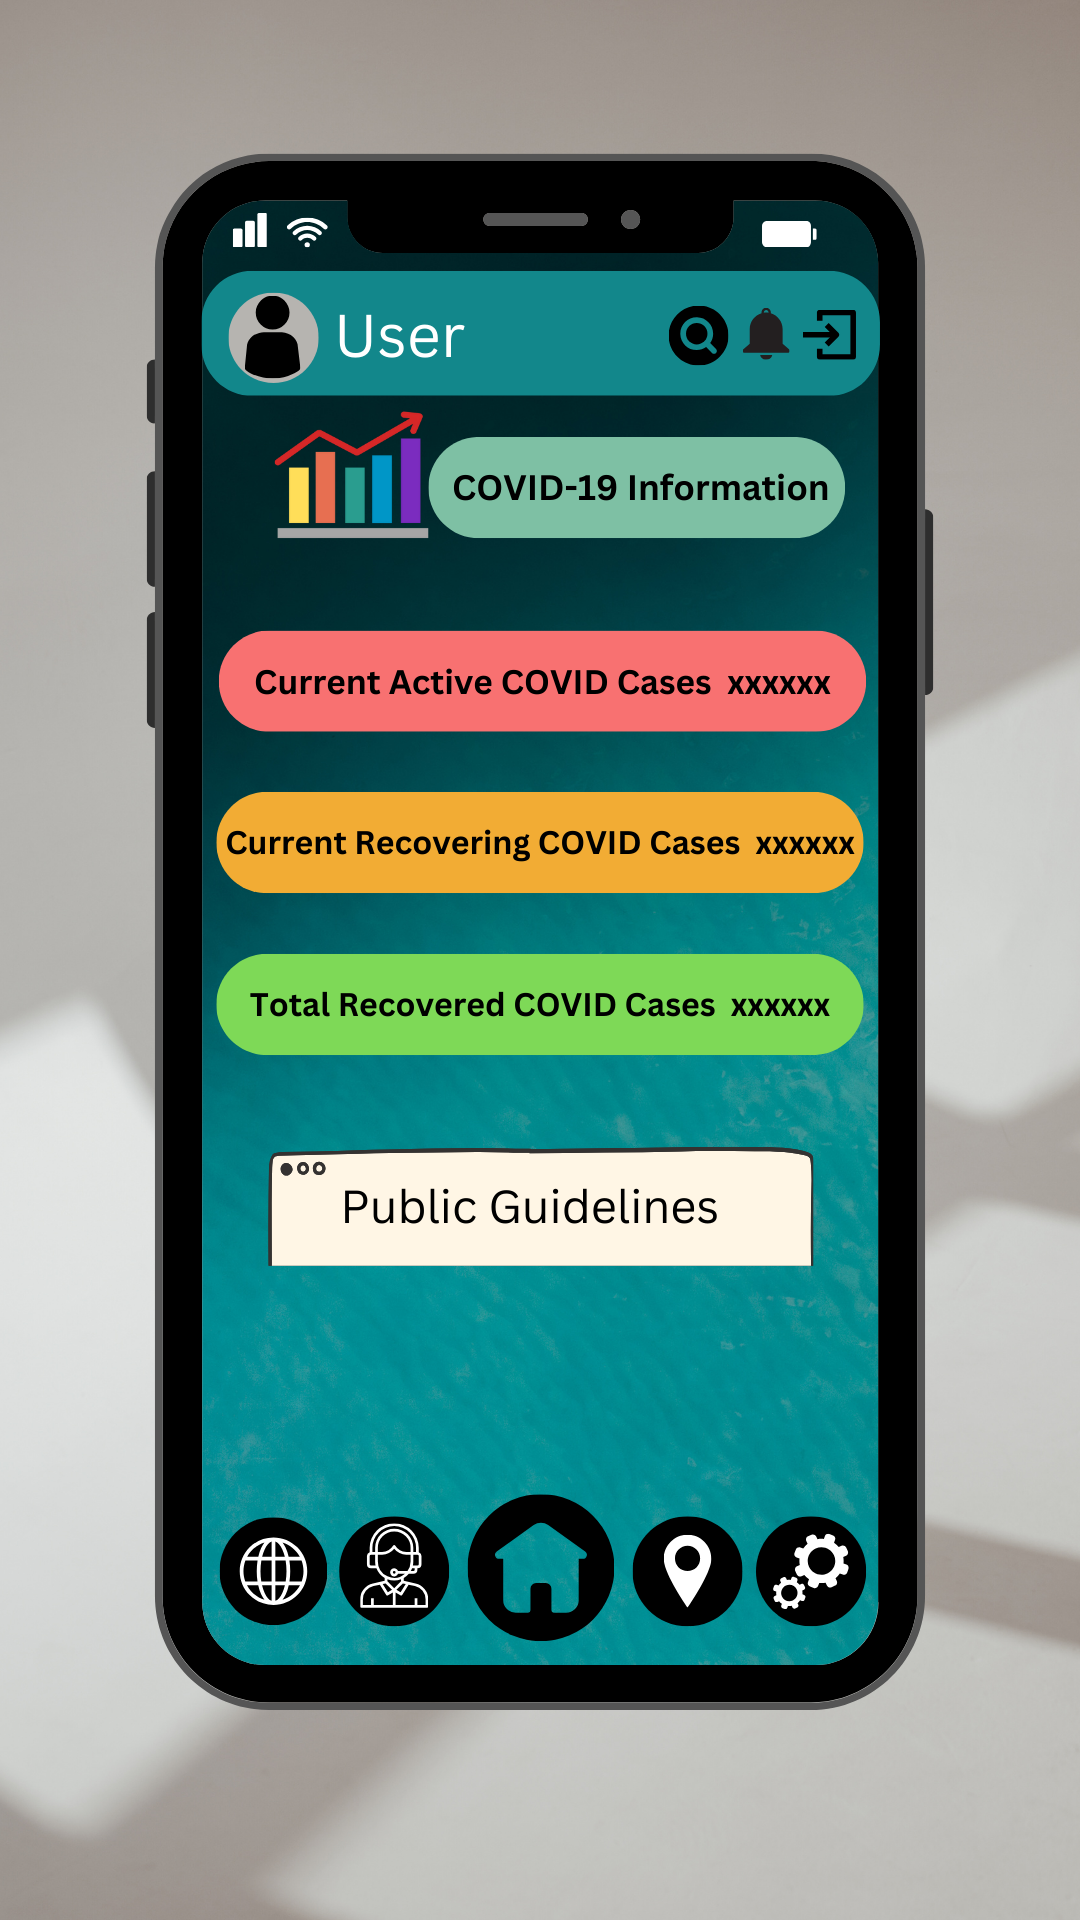 User
COVID-19 Information
Current Active COVID Cases xxxxxx
Current Recovering COVID Cases xxxxxx
Total Recovered COVID Cases xxxxxx
Public Guidelines